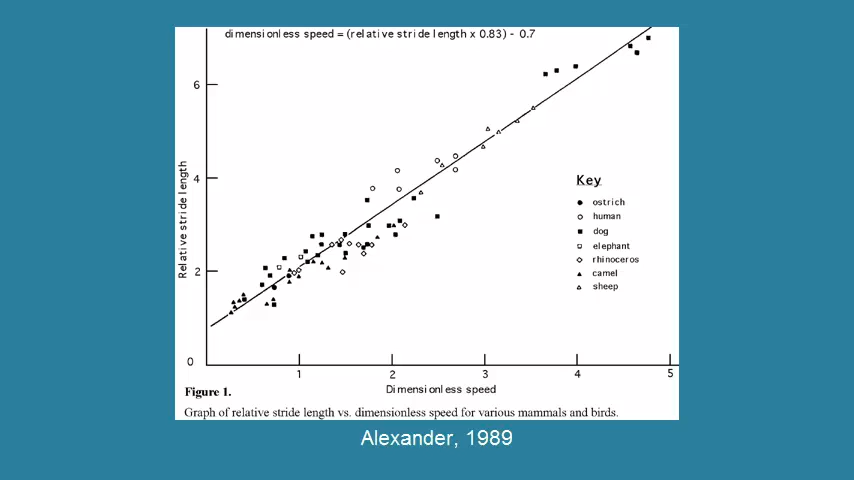 dimensionless speed = (relative stride length x 0.83) - 0.7
6
4
2
0
Relative stride length
1 2 3 4 5
Dimensionless speed
Key
ostrich
human
dog
elephant
rhinoceros
camel
sheep
Figure 1.
Graph of relative stride length vs. dimensionless speed for various mammals and birds.
Alexander, 1989